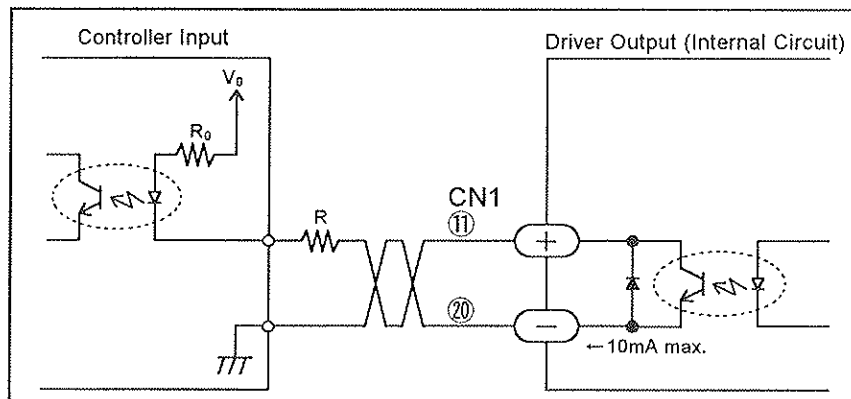 Controller Input
Driver Output (Internal Circuit)
V₀
R₀
R
CN1
⑪
+
⑳
−
←10mA max.